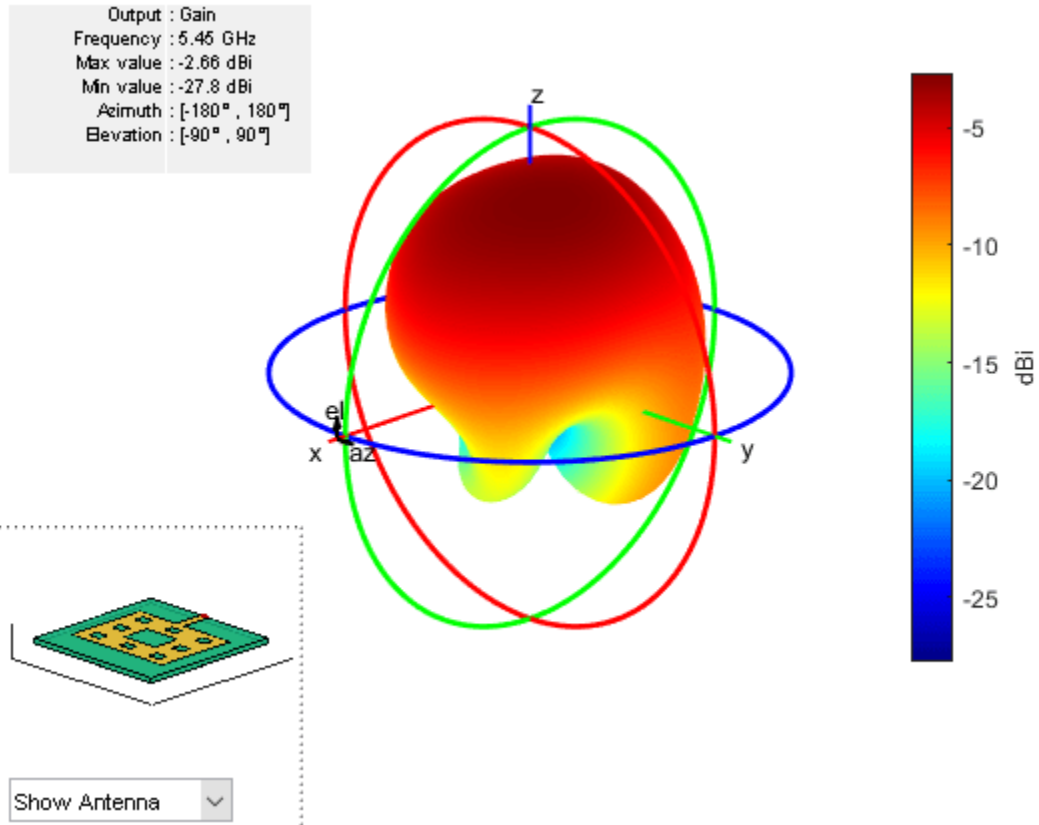 Output : Gain
Frequency : 5.45 GHz
Max value : -2.66 dBi
Min value : -27.8 dBi
Azimuth : [-180° , 180°]
Elevation : [-90° , 90°]
z
-5
-10
-15
dBi
el
x
az
y
-20
-25
Show Antenna